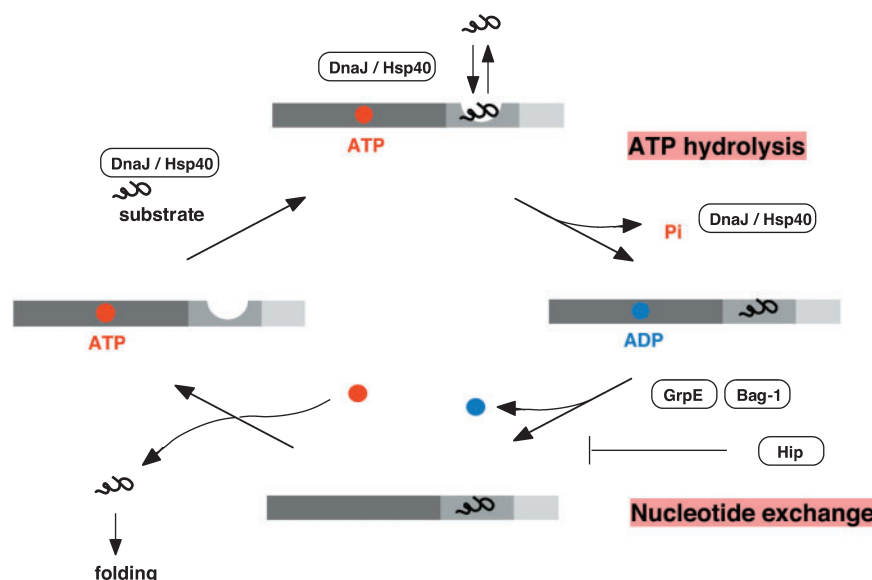 DnaJ / Hsp40
ATP
ATP hydrolysis
DnaJ / Hsp40
substrate
Pi
DnaJ / Hsp40
ATP
ADP
GrpE
Bag-1
Hip
Nucleotide exchange
folding